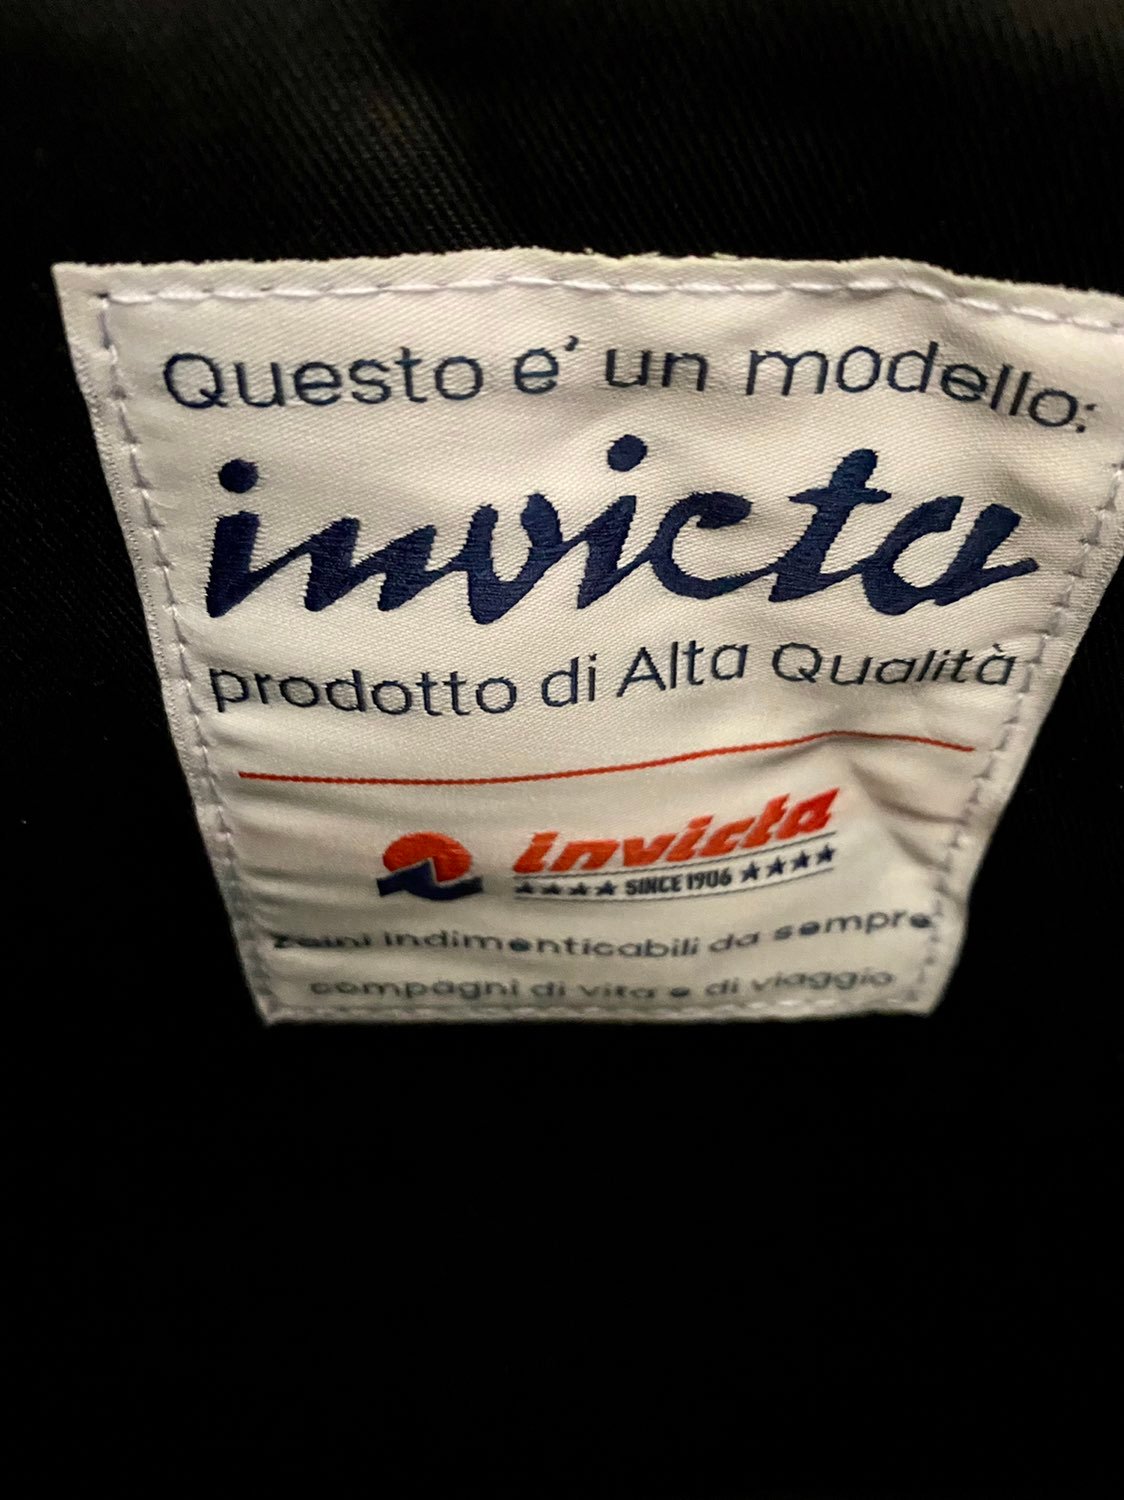 Questo e' un modello:
invicta
prodotto di Alta Qualità
invicta
SINCE 1906
zaini indimenticabili da sempre
compagni di vita e di viaggio